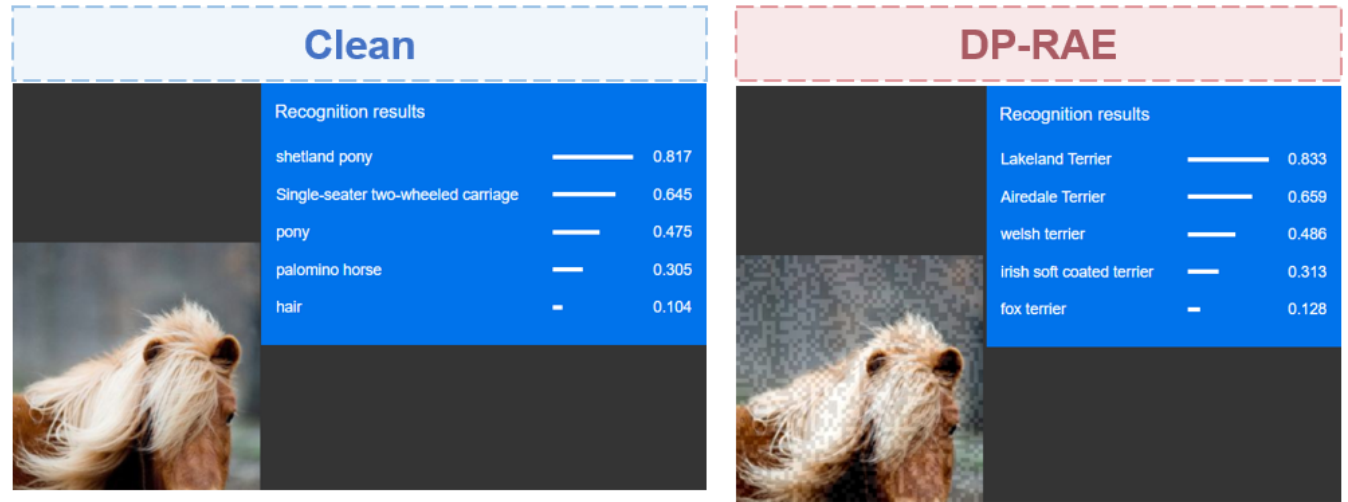 Clean
Recognition results
shetland pony 0.817
Single-seater two-wheeled carriage 0.645
pony 0.475
palomino horse 0.305
hair 0.104
DP-RAE
Recognition results
Lakeland Terrier 0.833
Airedale Terrier 0.659
welsh terrier 0.486
irish soft coated terrier 0.313
fox terrier 0.128